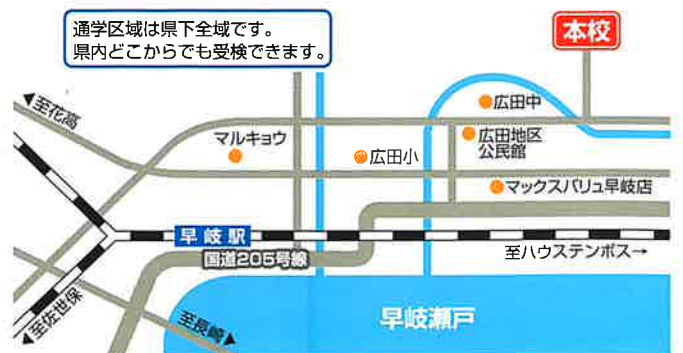 通学区域は県下全域です。
県内どこからでも受検できます。
本校
◀至花高
マルキョウ
広田小
広田中
広田地区
公民館
マックスバリュ早岐店
早岐駅
国道205号線
至ハウステンボス→
◀至佐世保
至長崎▶
早岐瀬戸